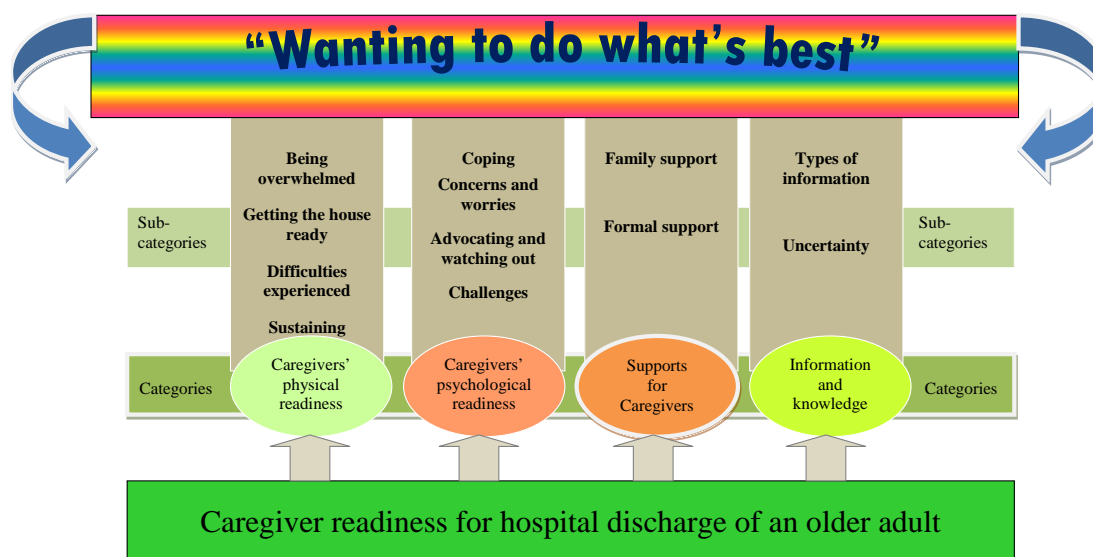 “Wanting to do what’s best”
Being
overwhelmed
Getting the house
ready
Difficulties
experienced
Sustaining
Coping
Concerns and
worries
Advocating and
watching out
Challenges
Family support
Formal support
Types of
information
Uncertainty
Sub-
categories
Sub-
categories
Categories
Caregivers’
physical
readiness
Caregivers’
psychological
readiness
Supports
for
Caregivers
Information
and
knowledge
Categories
Caregiver readiness for hospital discharge of an older adult